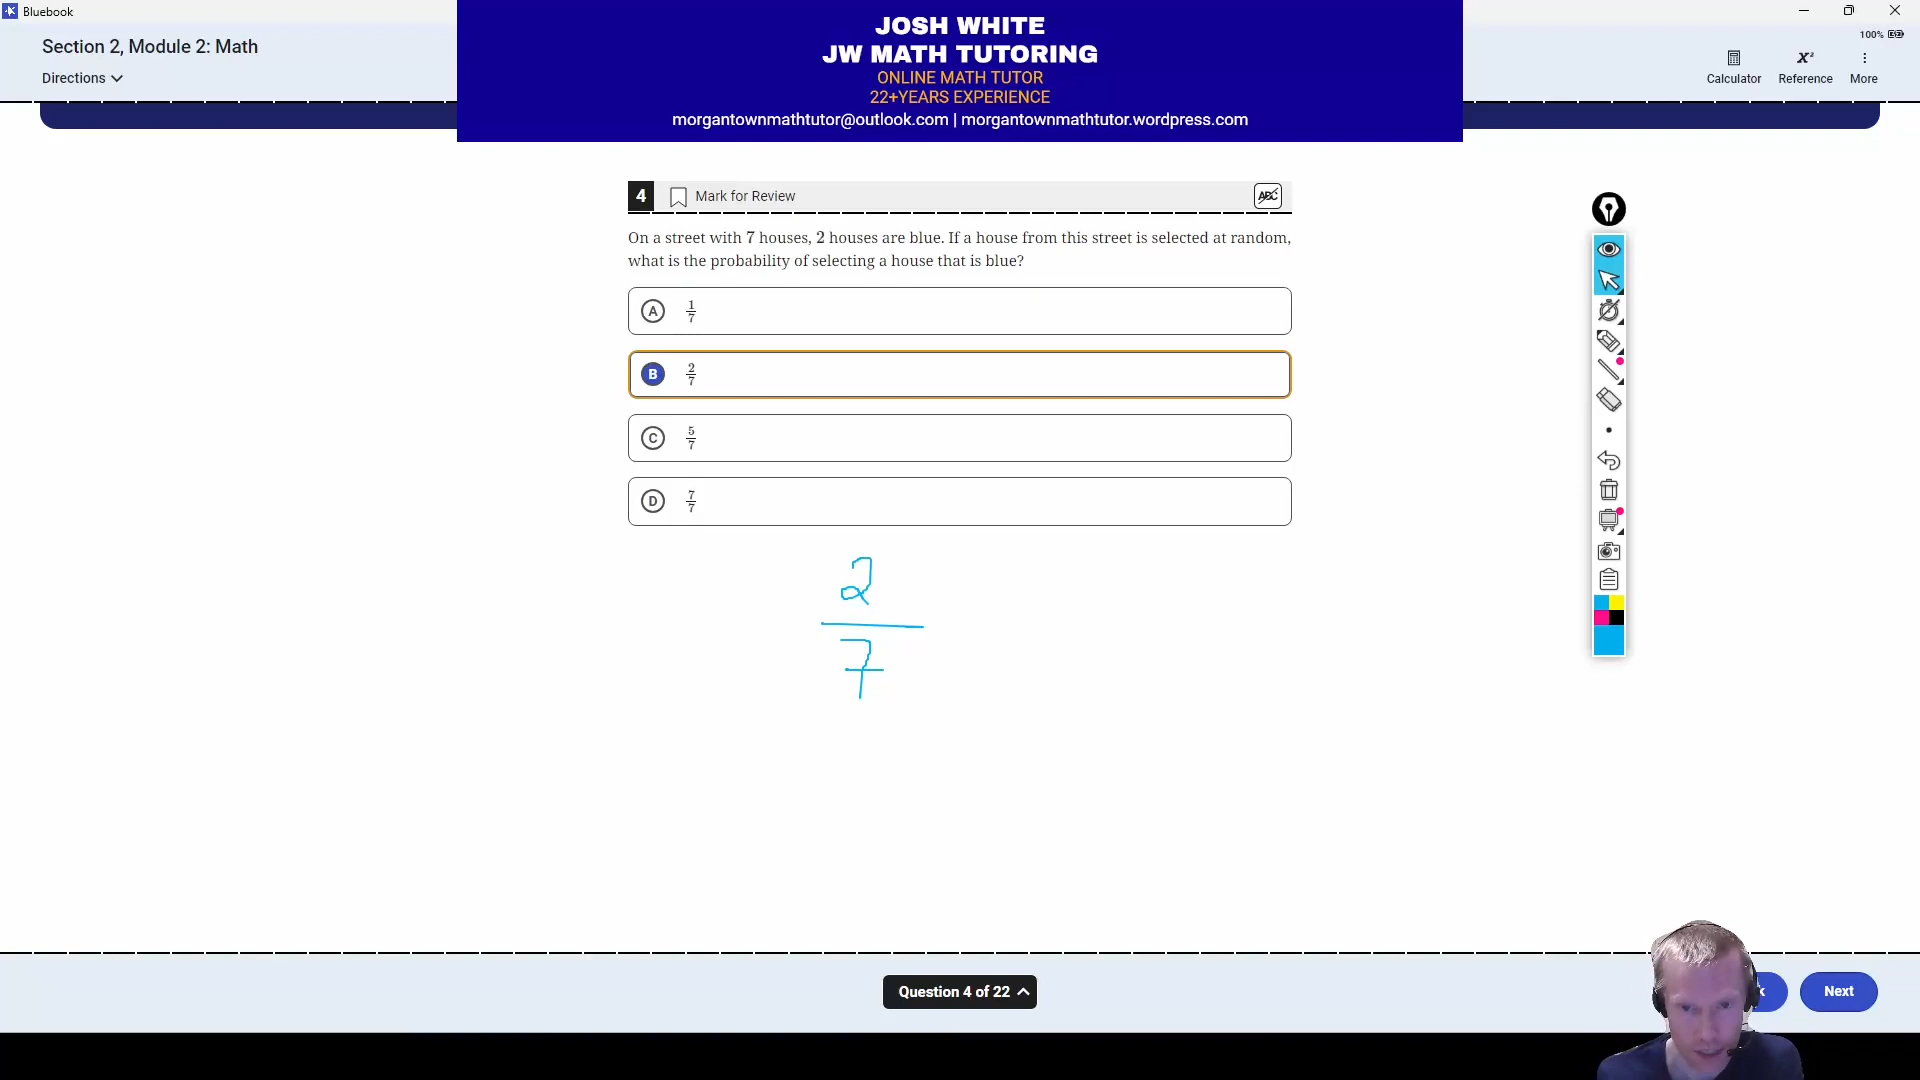 Bluebook
Section 2, Module 2: Math
Directions
JOSH WHITE
JW MATH TUTORING
ONLINE MATH TUTOR
22+YEARS EXPERIENCE
morgantownmathtutor@outlook.com | morgantownmathtutor.wordpress.com
100%
Calculator
Reference
More
4 Mark for Review ABC
On a street with 7 houses, 2 houses are blue. If a house from this street is selected at random,
what is the probability of selecting a house that is blue?
A 1/7
B 2/7
C 5/7
D 7/7
2
7
Question 4 of 22
Next